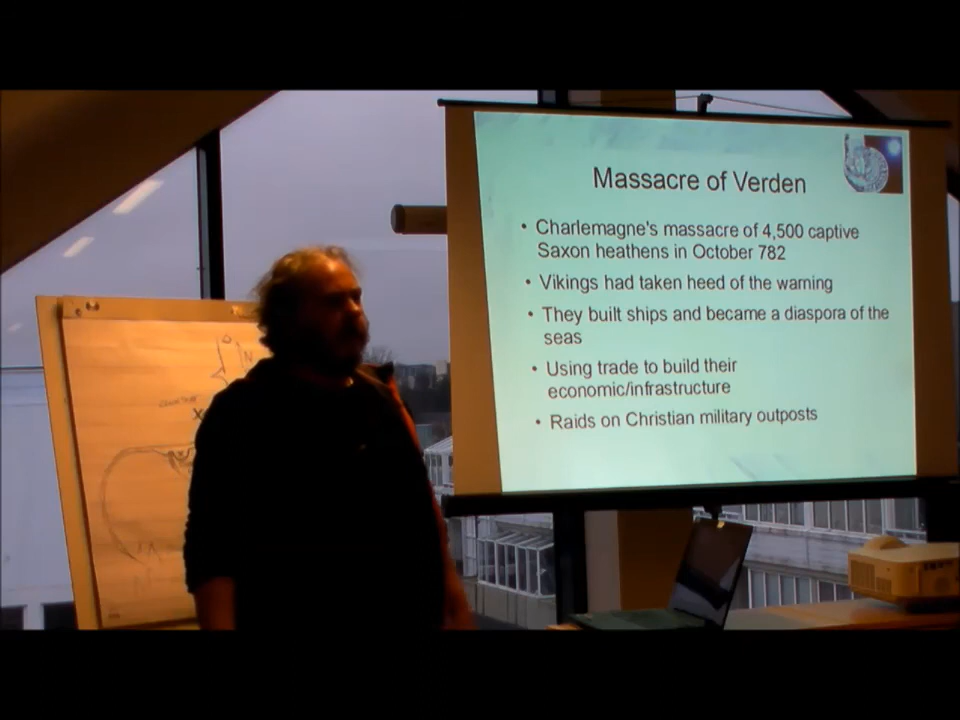 Massacre of Verden
• Charlemagne's massacre of 4,500 captive
Saxon heathens in October 782
• Vikings had taken heed of the warning
• They built ships and became a diaspora of the
seas
• Using trade to build their
economic/infrastructure
• Raids on Christian military outposts
N
X